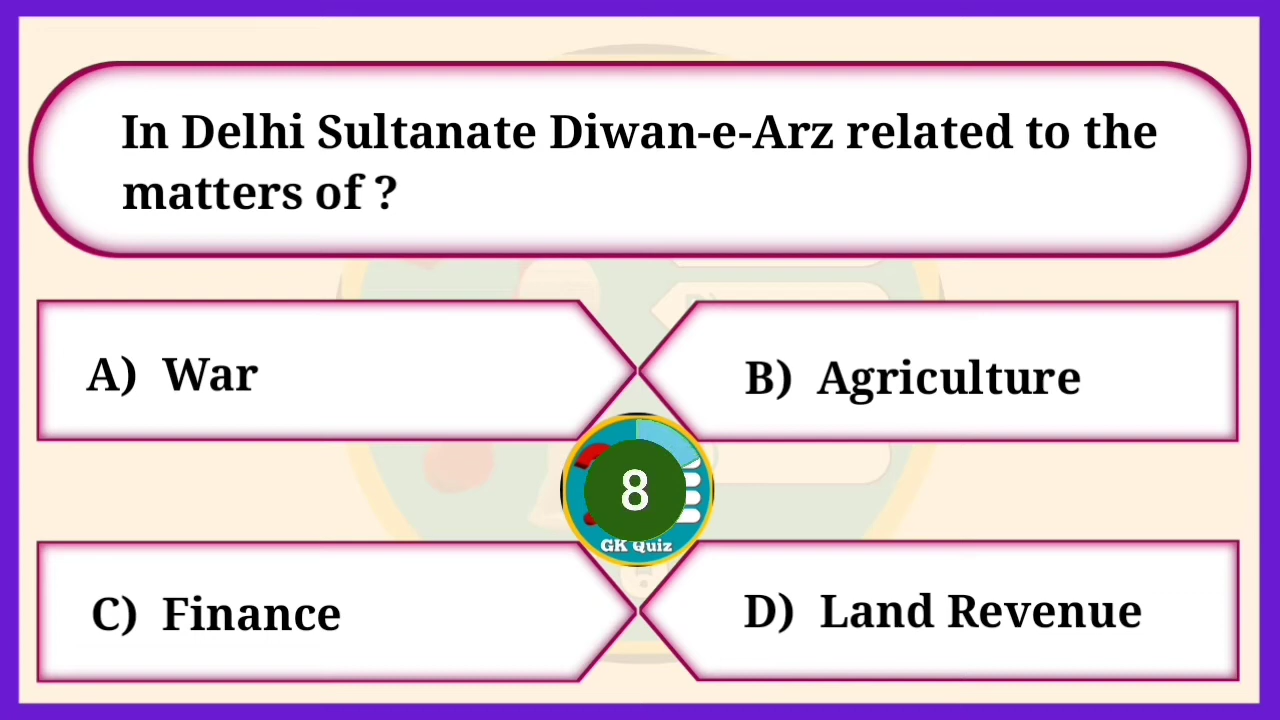 In Delhi Sultanate Diwan-e-Arz related to the
matters of ?
A) War
B) Agriculture
8
GK Quiz
C) Finance
D) Land Revenue